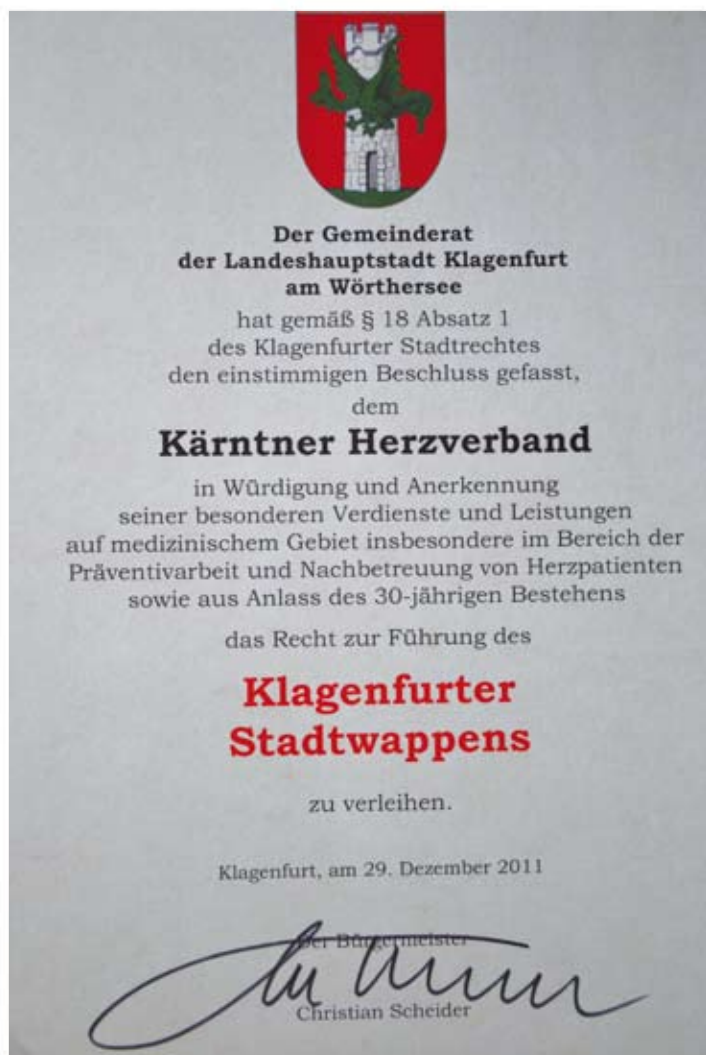 Der Gemeinderat
der Landeshauptstadt Klagenfurt
am Wörthersee
hat gemäß § 18 Absatz 1
des Klagenfurter Stadtrechtes
den einstimmigen Beschluss gefasst,
dem
Kärntner Herzverband
in Würdigung und Anerkennung
seiner besonderen Verdienste und Leistungen
auf medizinischem Gebiet insbesondere im Bereich der
Präventivarbeit und Nachbetreuung von Herzpatienten
sowie aus Anlass des 30-jährigen Bestehens
das Recht zur Führung des
Klagenfurter
Stadtwappens
zu verleihen.
Klagenfurt, am 29. Dezember 2011
Der Bürgermeister
Christian Scheider